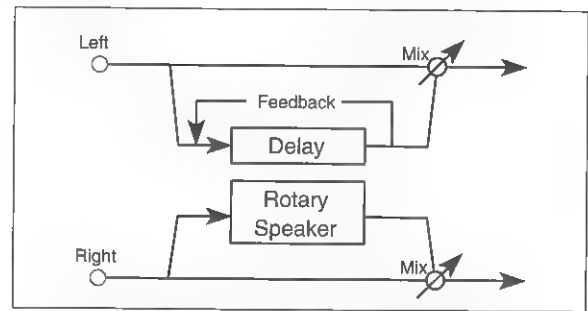 Left
Mix
Feedback
Delay
Rotary
Speaker
Right
Mix